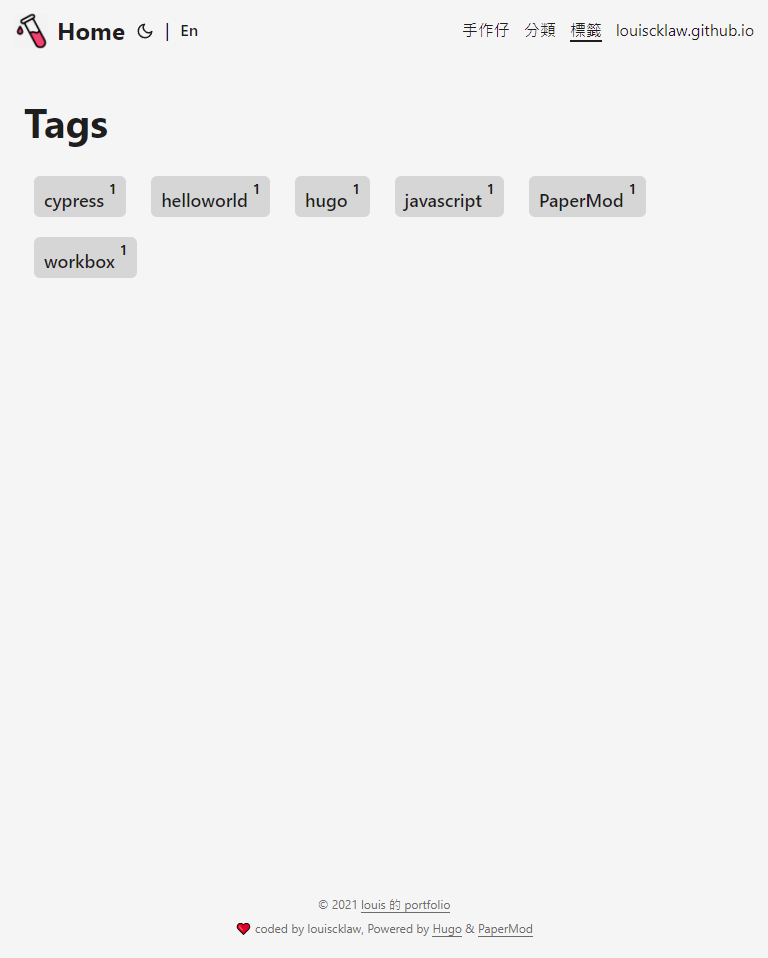 Home | En 手作仔 分類 標籤 louiscklaw.github.io
Tags
cypress 1 helloworld 1 hugo 1 javascript 1 PaperMod 1
workbox 1
© 2021 louis 的 portfolio
coded by louiscklaw, Powered by Hugo & PaperMod